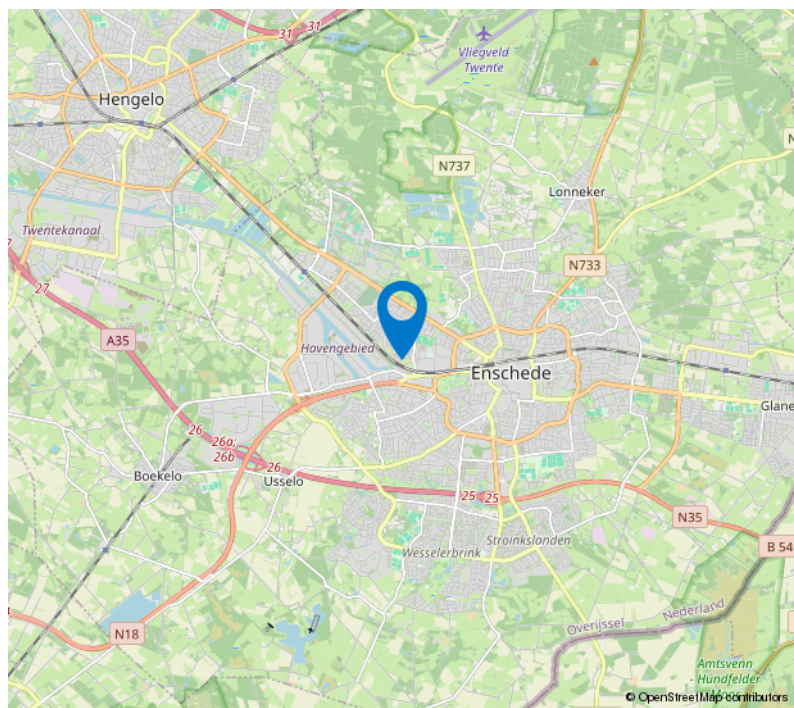 31
31
Vliegveld
Twente
Hengelo
N737
Lonneker
Twentekanaal
N733
27
A35
Havengebied
Enschede
Glane
26
26a;
26b
26
Boekelo
Usselo
25
25
N35
Wesselerbrink
Stroinkslanden
B 54
N18
Overijssel
Nederland
Amtsvenn
Hundfelder
Moor
© OpenStreetMap contributors